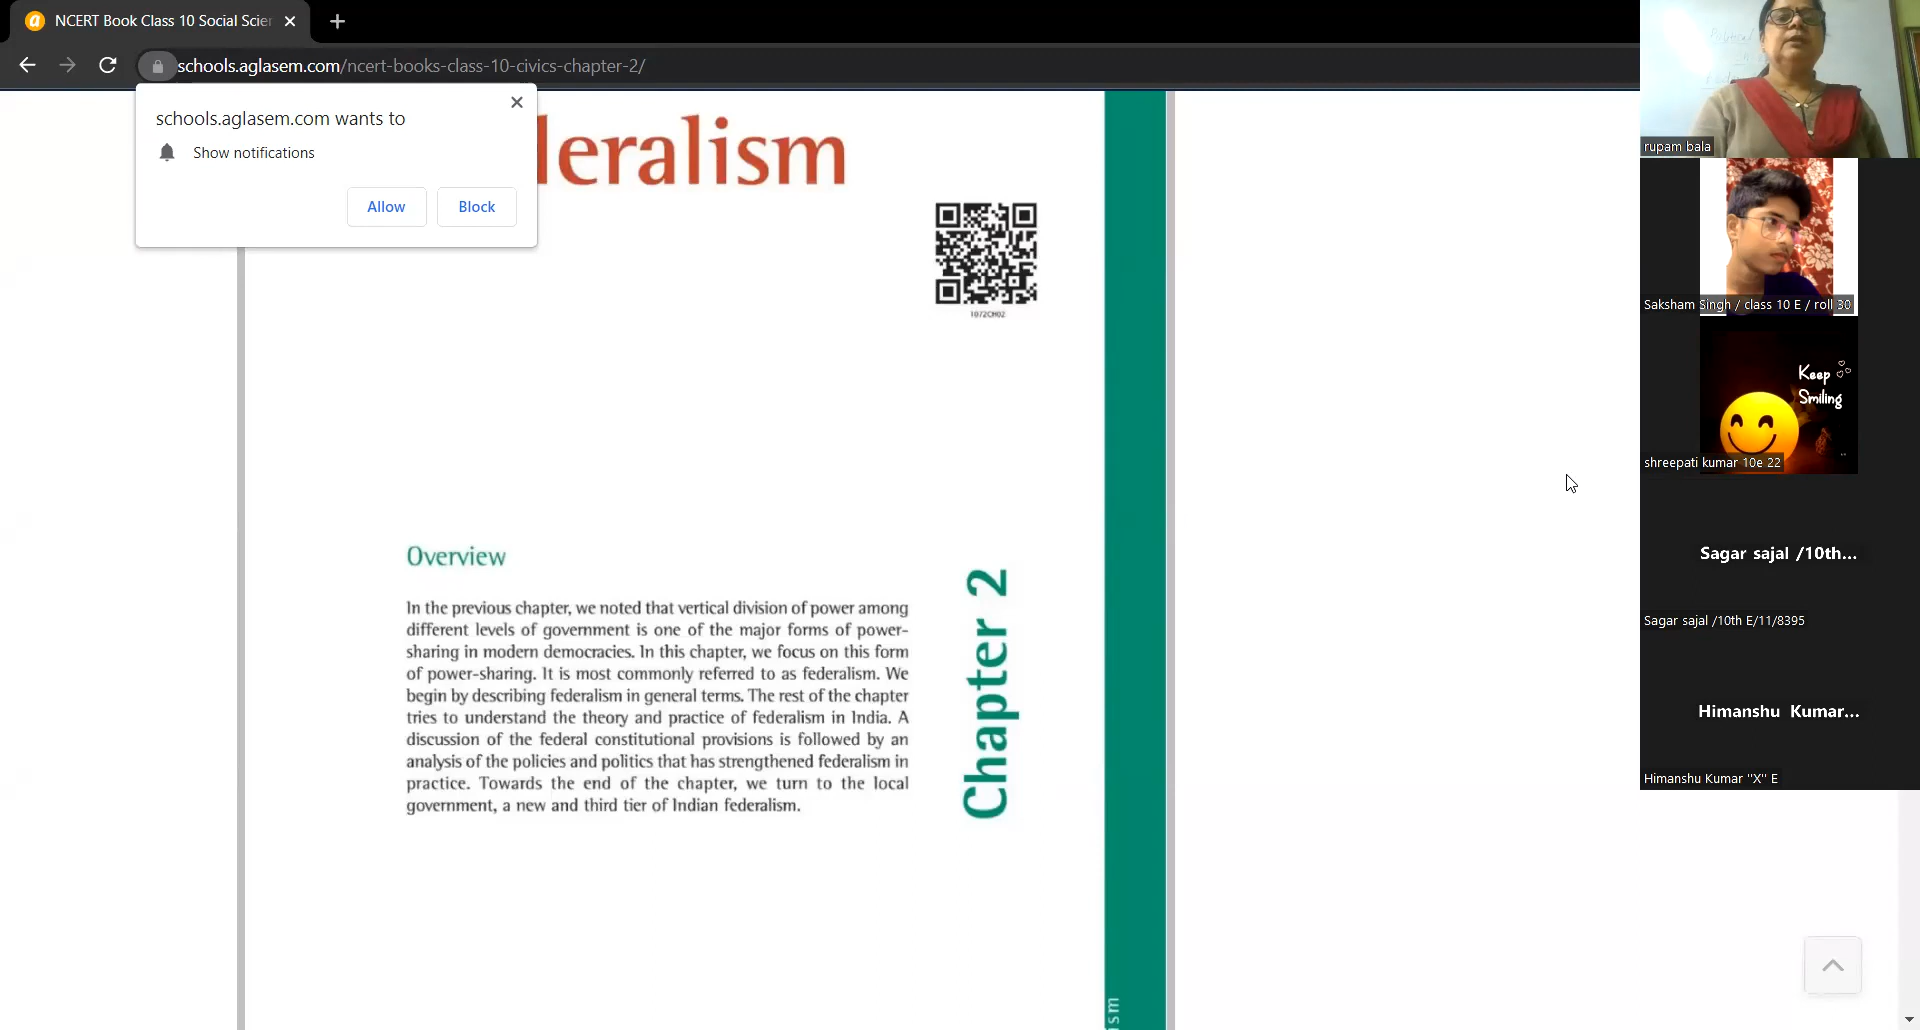 NCERT Book Class 10 Social Scien
schools.aglasem.com/ncert-books-class-10-civics-chapter-2/
schools.aglasem.com wants to
Show notifications
Allow
Block
deralism
1072CH02
Overview
In the previous chapter, we noted that vertical division of power among
different levels of government is one of the major forms of power-
sharing in modern democracies. In this chapter, we focus on this form
of power-sharing. It is most commonly referred to as federalism. We
begin by describing federalism in general terms. The rest of the chapter
tries to understand the theory and practice of federalism in India. A
discussion of the federal constitutional provisions is followed by an
analysis of the policies and politics that has strengthened federalism in
practice. Towards the end of the chapter, we turn to the local
government, a new and third tier of Indian federalism.
Chapter 2
ism
rupam bala
Saksham Singh / class 10 E / roll 30
Keep
Smiling
shreepati kumar 10e 22
Sagar sajal /10th...
Sagar sajal /10th E/11/8395
Himanshu Kumar...
Himanshu Kumar "X" E